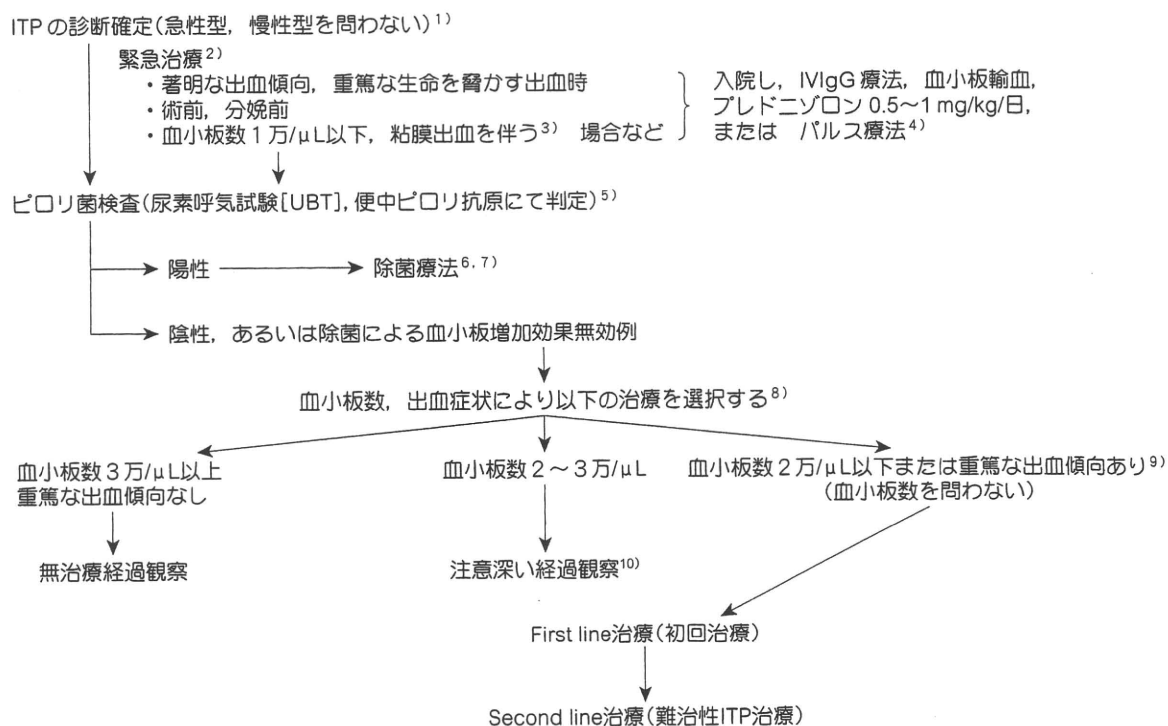 ITPの診断確定(急性型，慢性型を問わない)1)
緊急治療2)
・著明な出血傾向，重篤な生命を脅かす出血時
・術前，分娩前
・血小板数1万/μL以下，粘膜出血を伴う3) 場合など
入院し，IVIgG療法，血小板輸血，
プレドニゾロン 0.5〜1 mg/kg/日，
または パルス療法4)
ピロリ菌検査(尿素呼気試験[UBT]，便中ピロリ抗原にて判定)5)
陽性
除菌療法6, 7)
陰性，あるいは除菌による血小板増加効果無効例
血小板数，出血症状により以下の治療を選択する8)
血小板数3万/μL以上
重篤な出血傾向なし
血小板数2〜3万/μL
血小板数2万/μL以下または重篤な出血傾向あり9)
(血小板数を問わない)
無治療経過観察
注意深い経過観察10)
First line治療(初回治療)
Second line治療(難治性ITP治療)